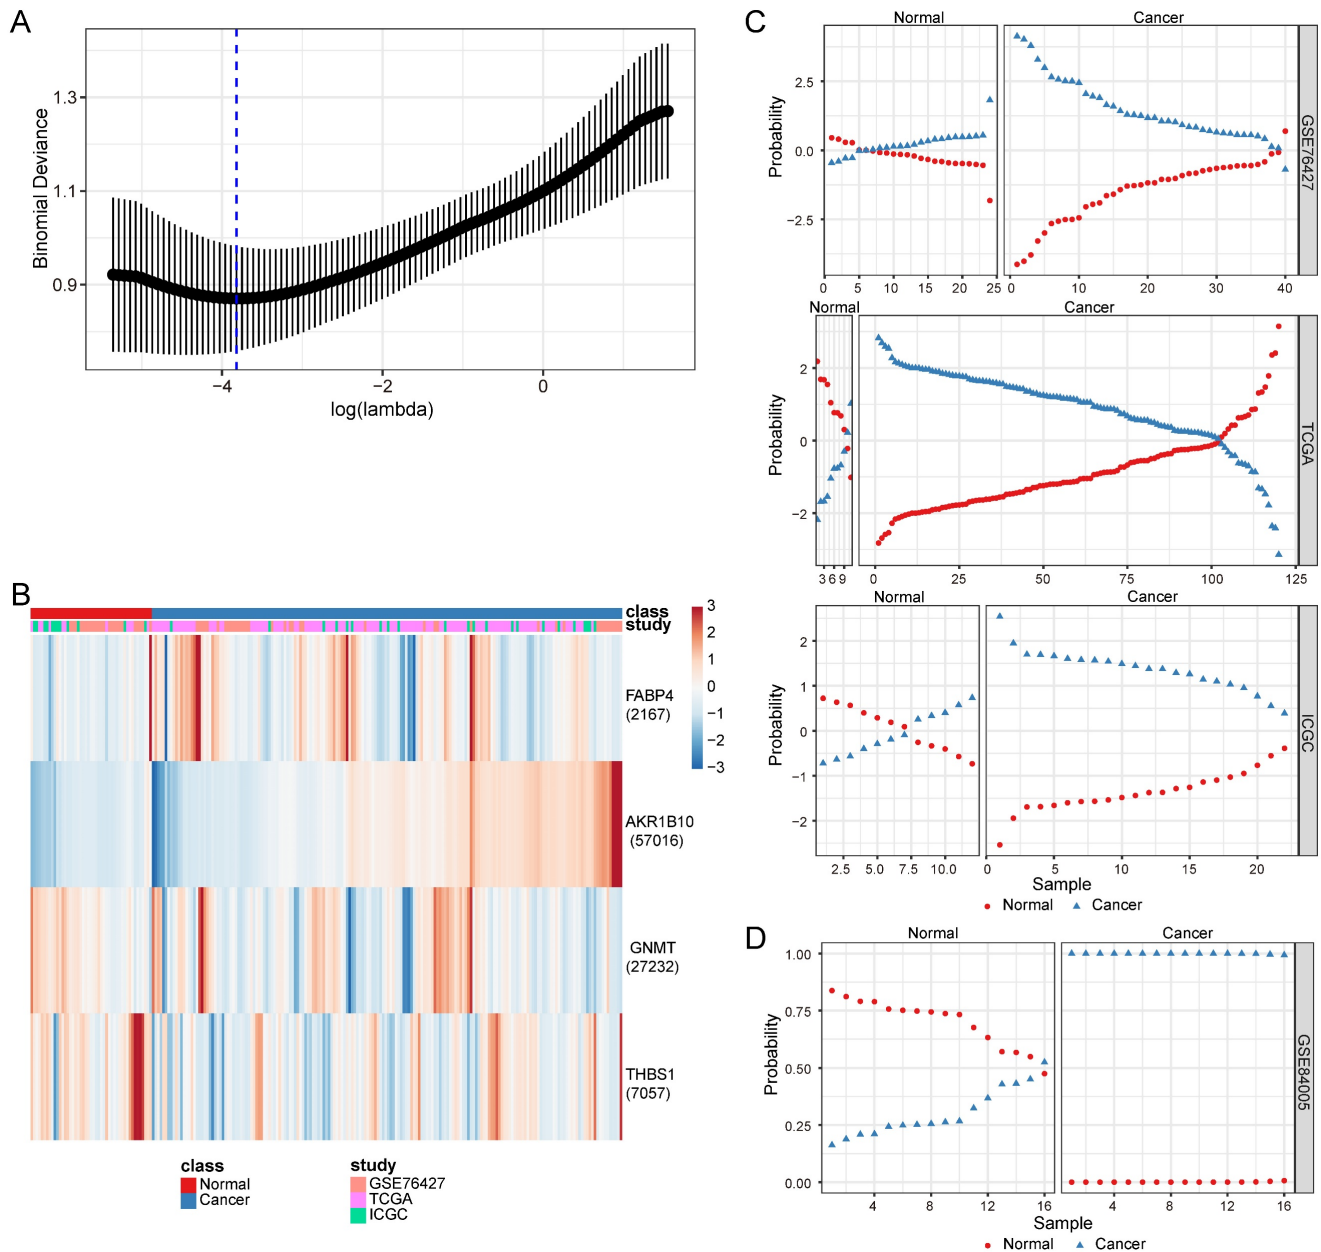 A
1.3
1.1
0.9
Binomial Deviance
−4
−2
0
log(lambda)
B
class
study
FABP4
(2167)
AKR1B10
(57016)
GNMT
(27232)
THBS1
(7057)
3
2
1
0
−1
−2
−3
class
Normal
Cancer
study
GSE76427
TCGA
ICGC
C
Normal
Cancer
2.5
0.0
−2.5
Probability
GSE76427
0 5 10 15 20 25
0 10 20 30 40
Normal
Cancer
2
0
−2
Probability
TCGA
3 6 9
0 25 50 75 100 125
Normal
Cancer
2
1
0
−1
−2
Probability
ICGC
2.5 5.0 7.5 10.0
0 5 10 15 20
Sample
Normal Cancer
D
Normal
Cancer
1.00
0.75
0.50
0.25
0.00
Probability
GSE84005
4 8 12 16
4 8 12 16
Sample
Normal Cancer